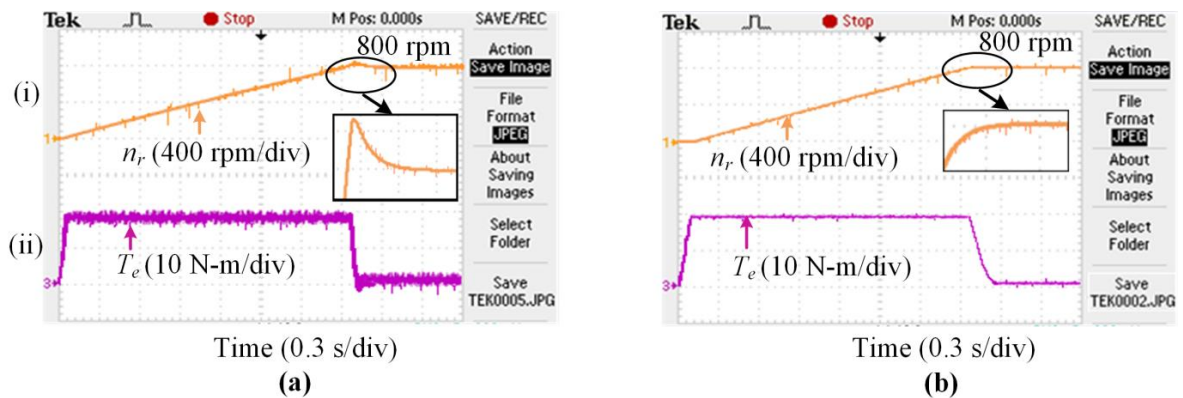 Tek Stop M Pos: 0.000s SAVE/REC
800 rpm
Action
Save Image
(i)
File
Format
JPEG
1
n_r (400 rpm/div)
About
Saving
Images
(ii)
Select
Folder
T_e (10 N-m/div)
3
Save
TEK0005.JPG
Time (0.3 s/div)
(a)
Tek Stop M Pos: 0.000s SAVE/REC
800 rpm
Action
Save Image
File
Format
JPEG
1
n_r (400 rpm/div)
About
Saving
Images
Select
Folder
T_e (10 N-m/div)
3
Save
TEK0002.JPG
Time (0.3 s/div)
(b)